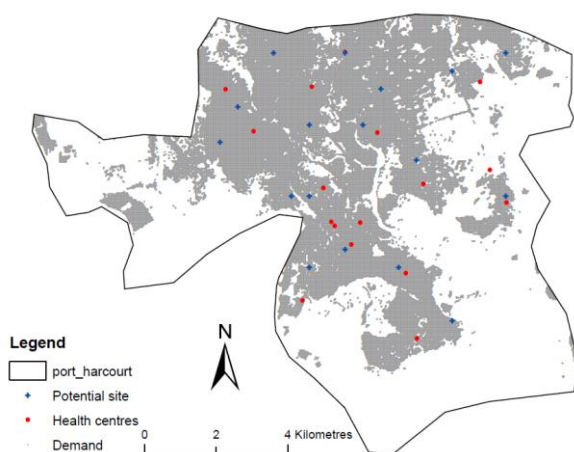 N
Legend
port_harcourt
Potential site
Health centres
Demand
0 2 4 Kilometres